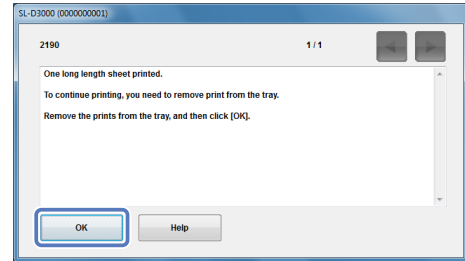 SL-D3000 (0000000001)
2190 1/1
One long length sheet printed.
To continue printing, you need to remove print from the tray.
Remove the prints from the tray, and then click [OK].
OK Help